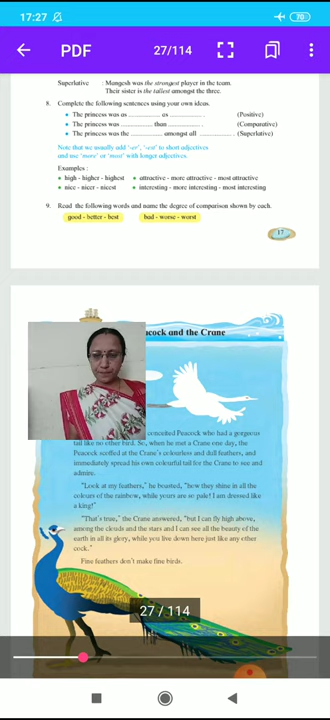 17:27
70
PDF
27/114
Superlative : Mangesh was the strongest player in the team.
Their sister is the tallest amongst the three.
8. Complete the following sentences using your own ideas.
• The princess was as .................... as .................... . (Positive)
• The princess was .................... than .................... . (Comparative)
• The princess was the .................... amongst all .................... . (Superlative)
Note that we usually add '-er', '-est' to short adjectives
and use 'more' or 'most' with longer adjectives.
Examples :
• high - higher - highest • attractive - more attractive - most attractive
• nice - nicer - nicest • interesting - more interesting - most interesting
9. Read the following words and name the degree of comparison shown by each.
good - better - best bad - worse - worst
17
acock and the Crane
conceited Peacock who had a gorgeous
tail like no other bird. So, when he met a Crane one day, the
Peacock scoffed at the Crane's colourless and dull feathers, and
immediately spread his own colourful tail for the Crane to see and
admire.
"Look at my feathers," he boasted, "how they shine in all the
colours of the rainbow, while yours are so pale! I am dressed like
a king!"
"That's true," the Crane answered, "but I can fly high above,
among the clouds and the stars and I can see all the beauty of the
earth in all its glory, while you live down here just like any other
cock."
Fine feathers don't make fine birds.
27 / 114